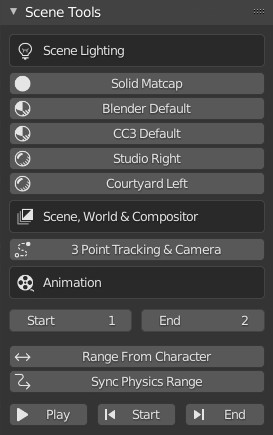 Scene Tools
Scene Lighting
Solid Matcap
Blender Default
CC3 Default
Studio Right
Courtyard Left
Scene, World & Compositor
3 Point Tracking & Camera
Animation
Start 1 End 2
Range From Character
Sync Physics Range
Play Start End